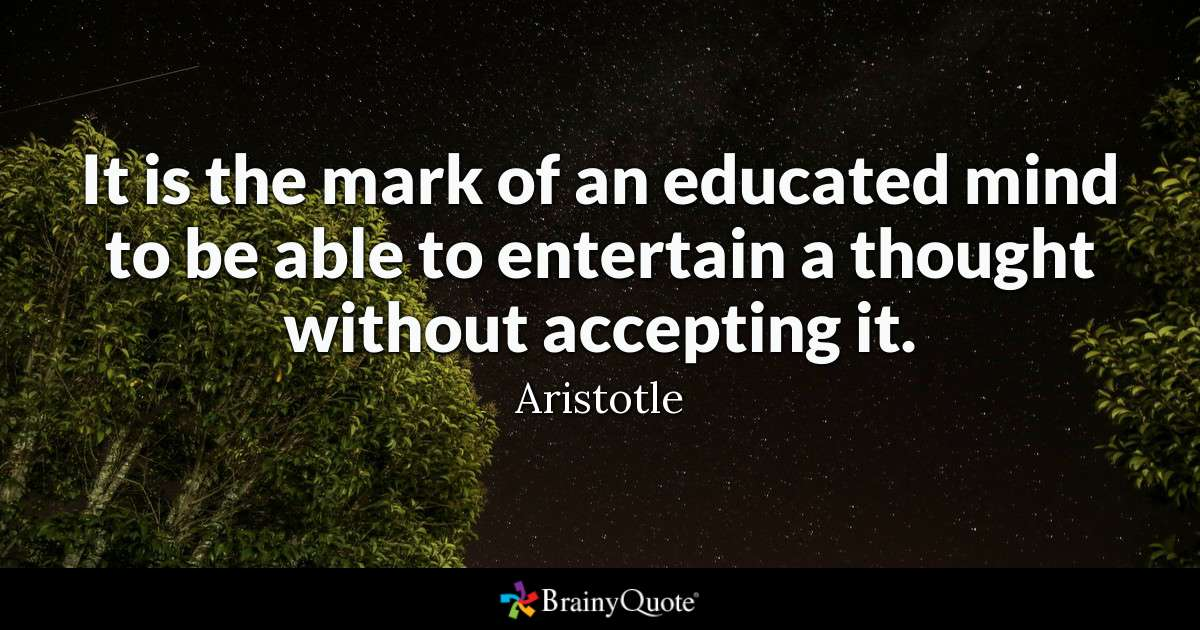 It is the mark of an educated mind
to be able to entertain a thought
without accepting it.
Aristotle
BrainyQuote®